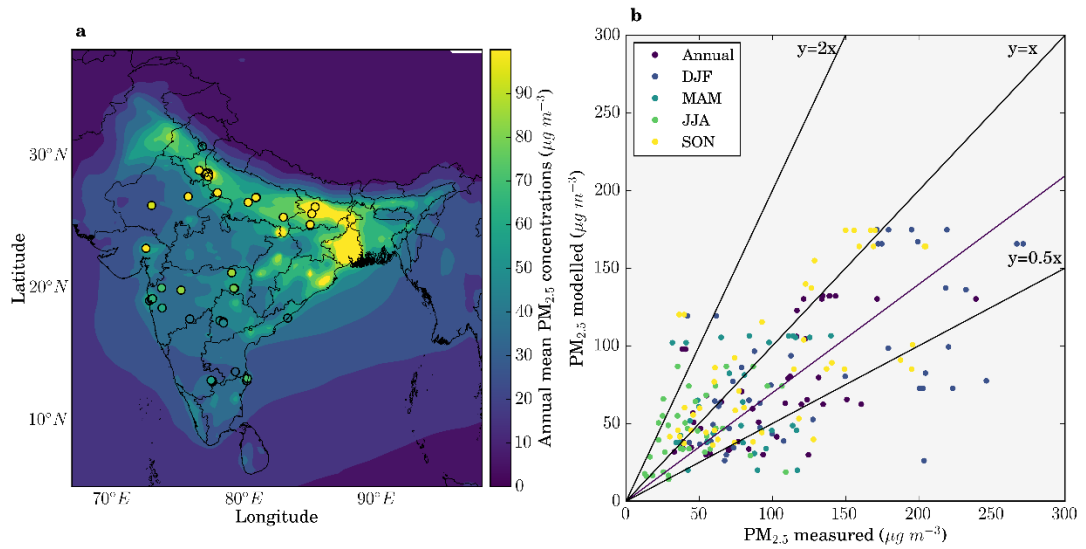 a
30°N
20°N
10°N
70°E
80°E
90°E
Latitude
Longitude
90
80
70
60
50
40
30
20
10
0
Annual mean PM2.5 concentrations (μg m−3)
b
y=2x
y=x
y=0.5x
Annual
DJF
MAM
JJA
SON
300
250
200
150
100
50
0
PM2.5 modelled (μg m−3)
0
50
100
150
200
250
300
PM2.5 measured (μg m−3)